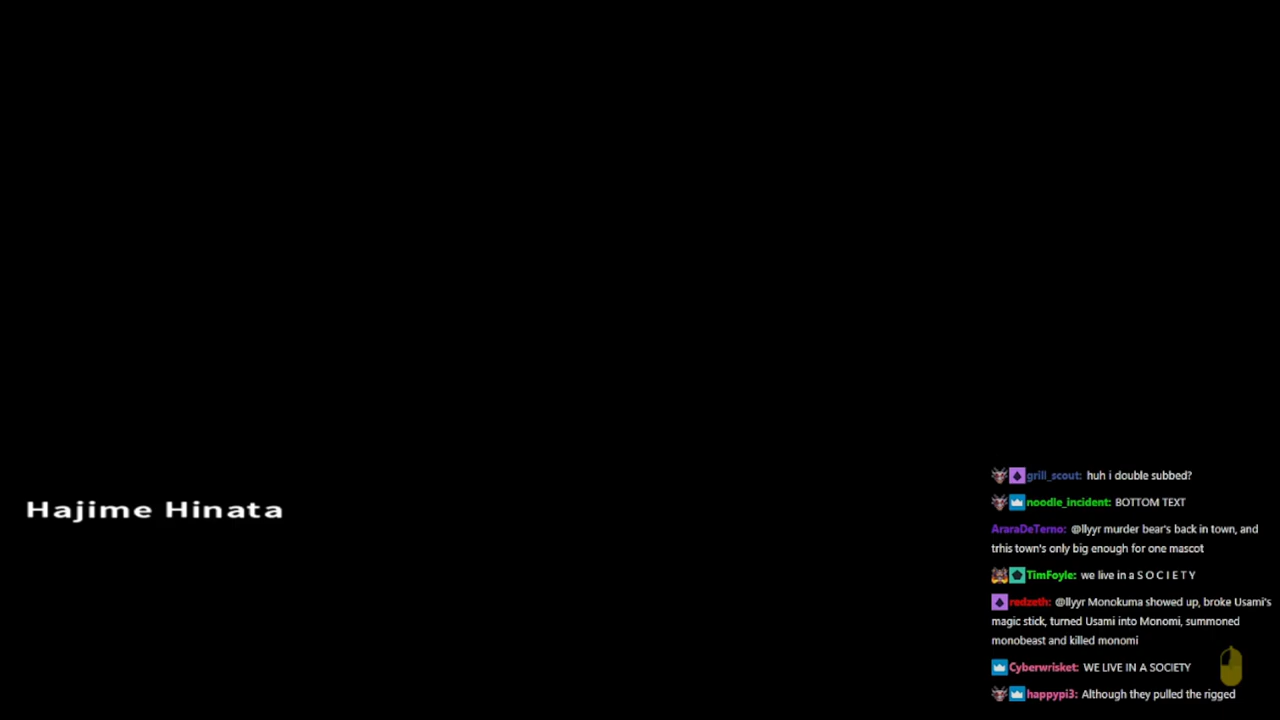 Hajime Hinata
grill_scout: huh i double subbed?
noodle_incident: BOTTOM TEXT
AraraDeTerno: @llyyr murder bear's back in town, and
trhis town's only big enough for one mascot
TimFoyle: we live in a S O C I E T Y
redzeth: @llyyr Monokuma showed up, broke Usami's
magic stick, turned Usami into Monomi, summoned
monobeast and killed monomi
Cyberwrisket: WE LIVE IN A SOCIETY
happypi3: Although they pulled the rigged